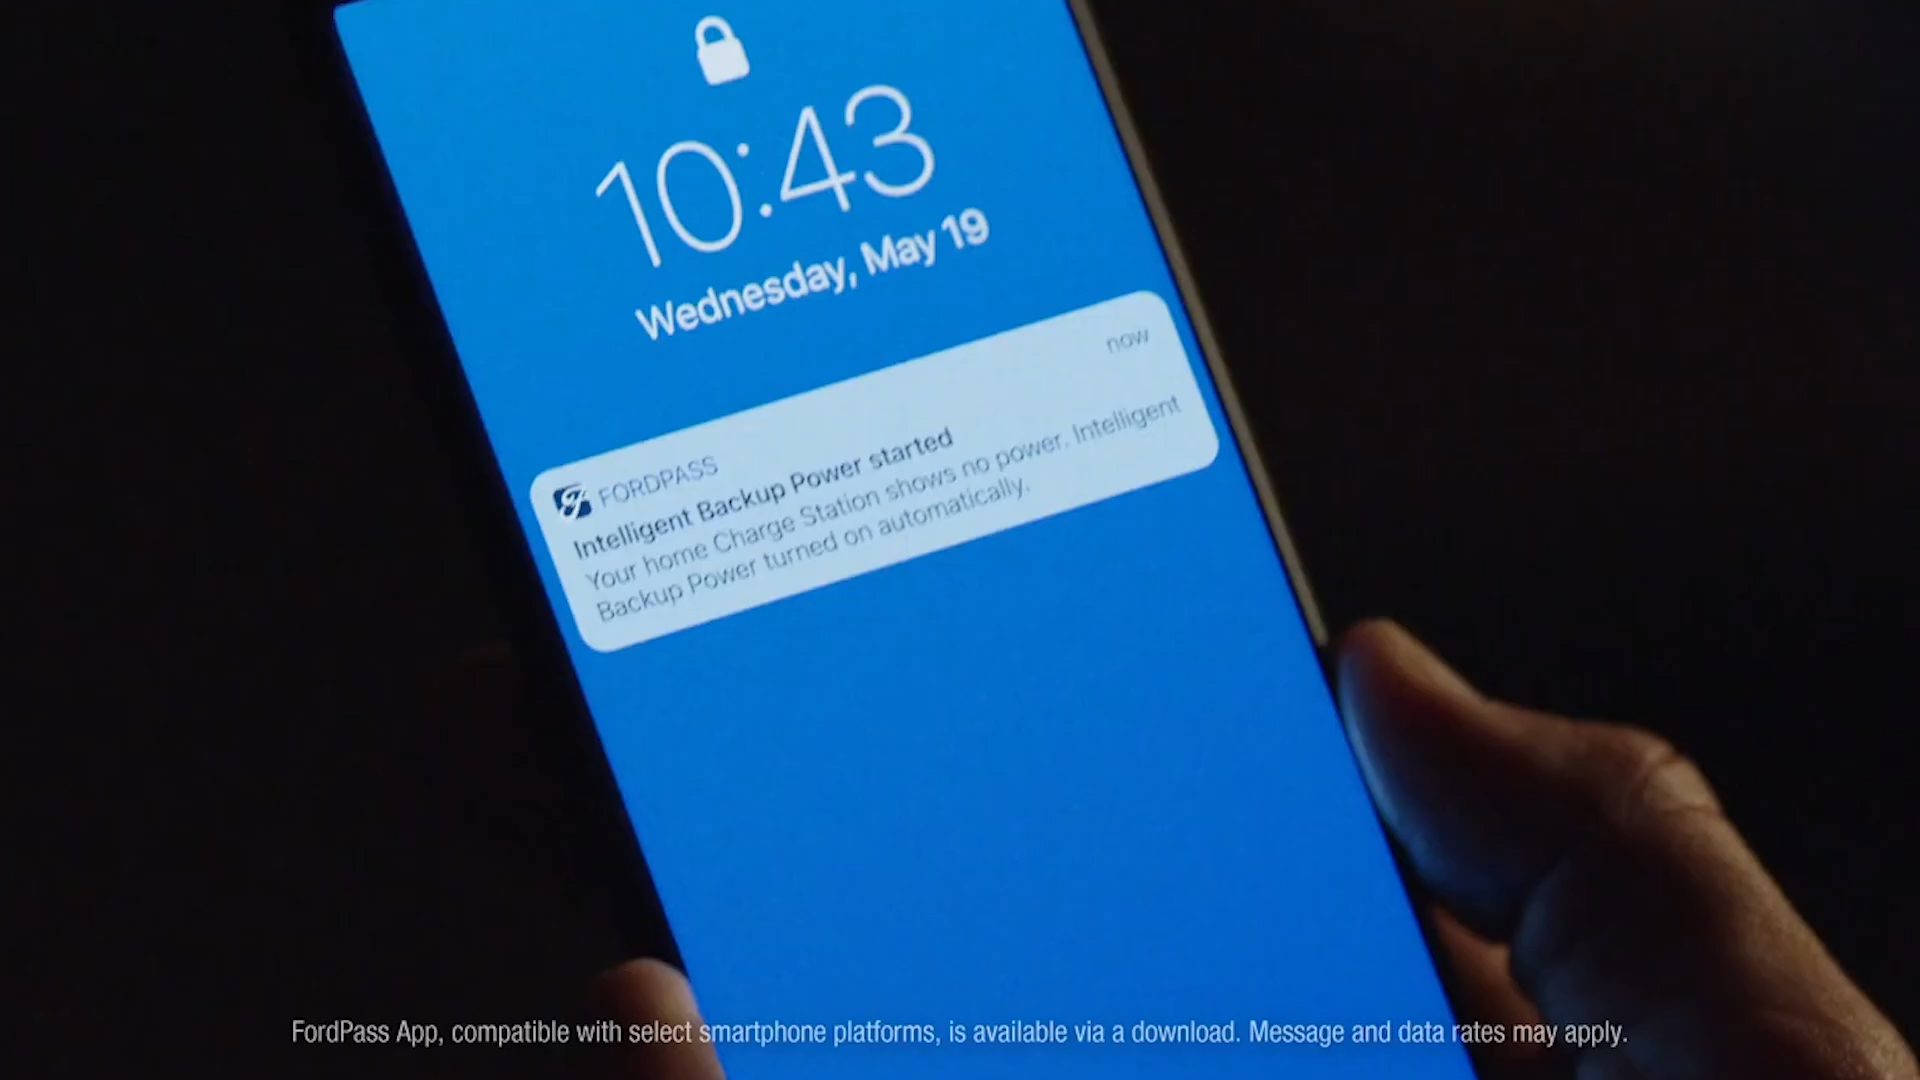 10:43
Wednesday, May 19
FORDPASS
now
Intelligent Backup Power started
Your home Charge Station shows no power. Intelligent
Backup Power turned on automatically.
FordPass App, compatible with select smartphone platforms, is available via a download. Message and data rates may apply.